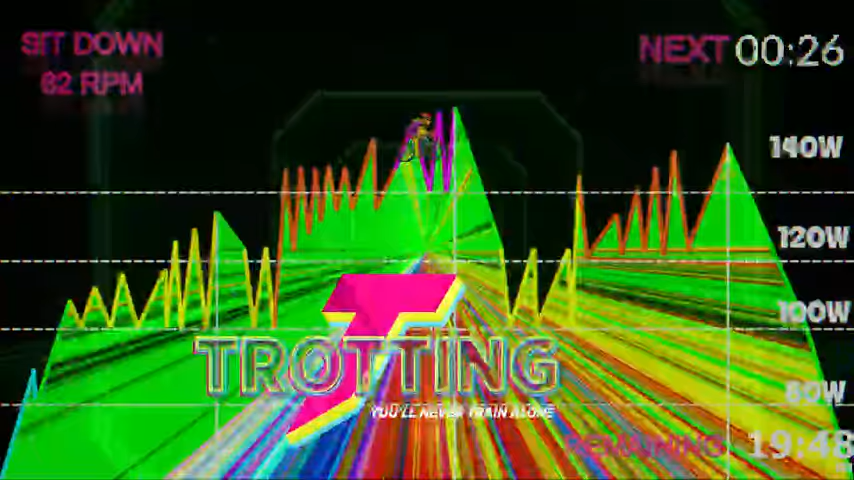 SIT DOWN
82 RPM
NEXT 00:26
140W
120W
100W
80W
TROTTING
YOU'LL NEVER TRAIN ALONE
REMAINING 19:48